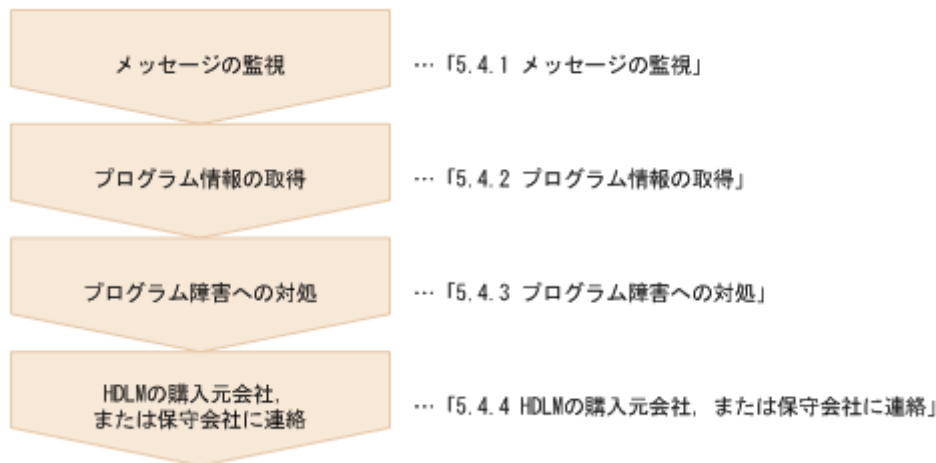 メッセージの監視 … 「5.4.1 メッセージの監視」
プログラム情報の取得 … 「5.4.2 プログラム情報の取得」
プログラム障害への対処 … 「5.4.3 プログラム障害への対処」
HDLMの購入元会社,
または保守会社に連絡 … 「5.4.4 HDLMの購入元会社, または保守会社に連絡」